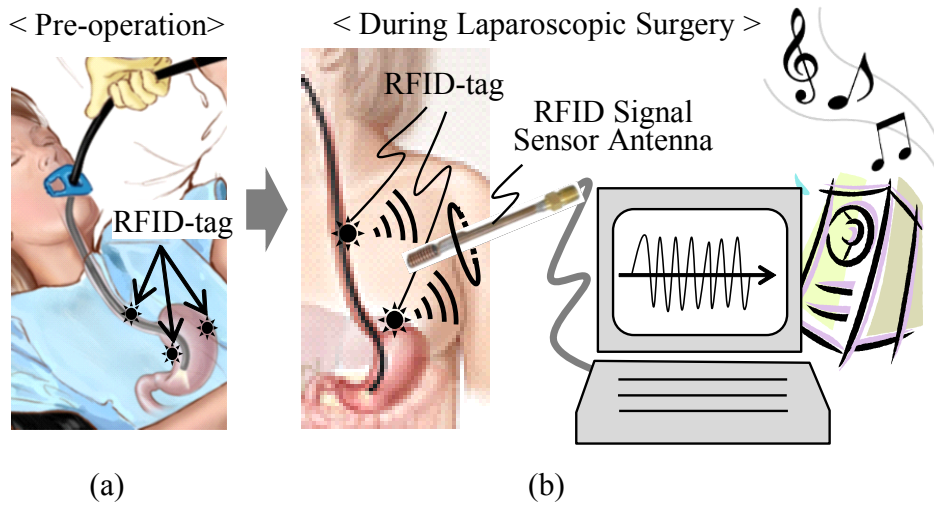 < Pre-operation>
< During Laparoscopic Surgery >
RFID-tag
RFID Signal
Sensor Antenna
RFID-tag
(a)
(b)